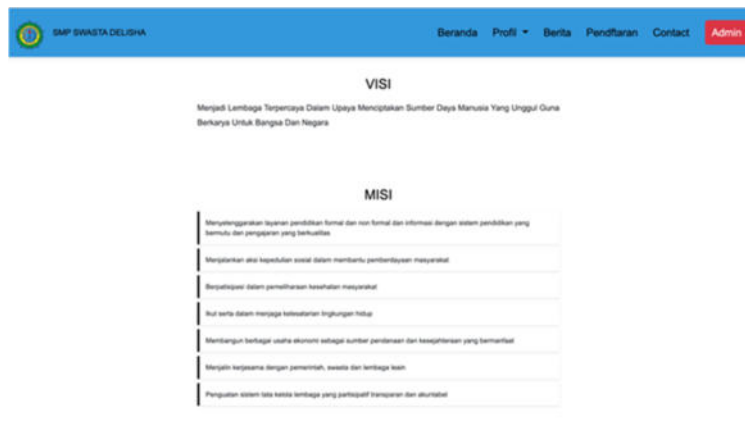 SMP SWASTA DELISHA
Beranda Profil Berita Pendftaran Contact Admin
VISI
Menjadi Lembaga Terpercaya Dalam Upaya Menciptakan Sumber Daya Manusia Yang Unggul Guna
Berkarya Untuk Bangsa Dan Negara
MISI
Menyelenggarakan layanan pendidikan formal dan non formal dan informasi dengan sistem pendidikan yang
bermutu dan pengajaran yang berkualitas
Menjalankan aksi kepedulian sosial dalam membantu pemberdayaan masyarakat
Berpatisipasi dalam pemeliharaan kesehatan masyarakat
Ikut serta dalam menjaga kelesatarian lingkungan hidup
Membangun berbagai usaha ekonomi sebagai sumber pendanaan dan kesejahteraan yang bermanfaat
Menjalin kerjasama dengan pemerintah, swasta dan lembaga
Penguatan sistem tata kelola lembaga yang partisipatif transparan dan akuntabel